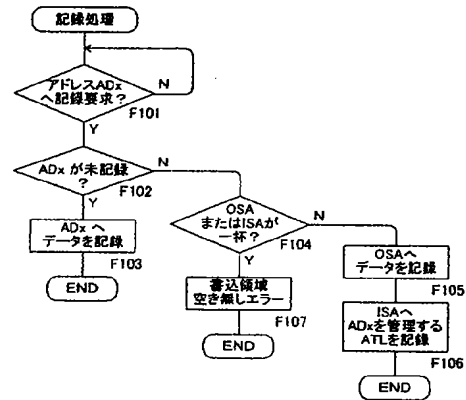 記録処理
アドレスADx
へ記録要求？
N
F101
Y
ADx が未記録
？
N
F102
Y
ADx へ
データを記録
F103
END
OSA
またはISAが
一杯？
N
F104
Y
書込領域
空き無しエラー
F107
END
OSAへ
データを記録
F105
ISAへ
ADxを管理する
ATLを記録
F106
END